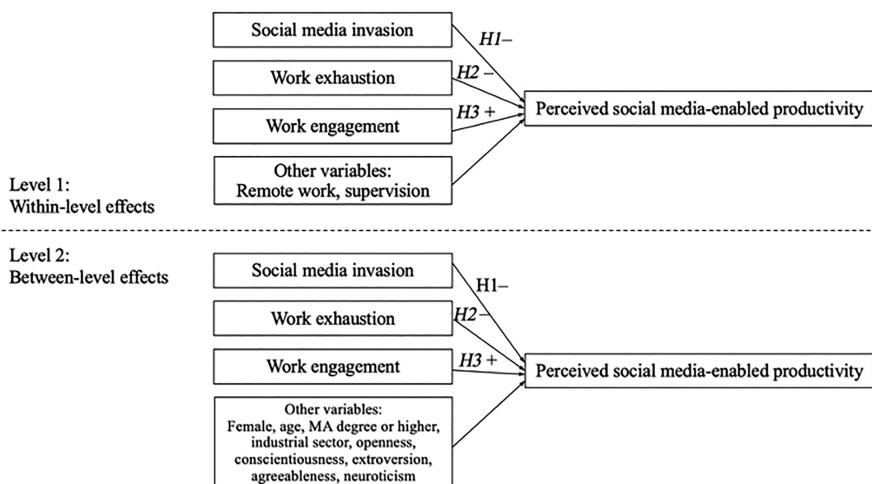 Social media invasion
H1–
Work exhaustion
H2 –
Perceived social media-enabled productivity
Work engagement
H3 +
Other variables:
Remote work, supervision
Level 1:
Within-level effects
Level 2:
Between-level effects
Social media invasion
H1–
Work exhaustion
H2–
Work engagement
H3 +
Perceived social media-enabled productivity
Other variables:
Female, age, MA degree or higher,
industrial sector, openness,
conscientiousness, extroversion,
agreeableness, neuroticism